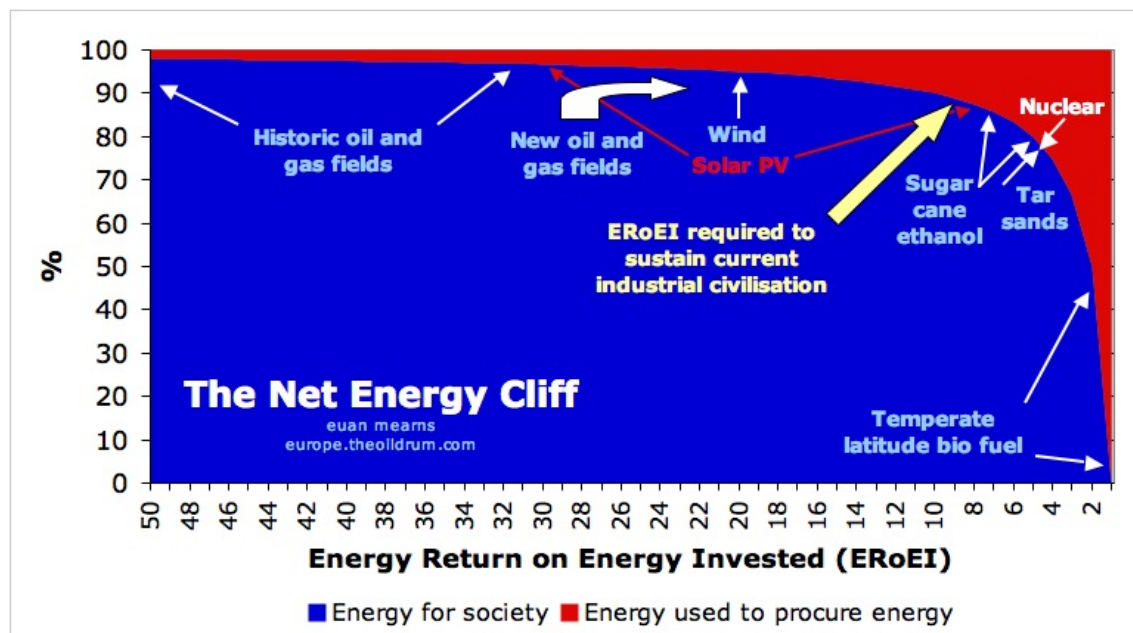 100
90
80
70
60
50
40
30
20
10
0
%
Historic oil and
gas fields
New oil and
gas fields
Wind
Solar PV
Nuclear
Sugar
cane
ethanol
Tar
sands
ERoEI required to
sustain current
industrial civilisation
The Net Energy Cliff
euan mearns
europe.theoildrum.com
Temperate
latitude bio fuel
50 48 46 44 42 40 38 36 34 32 30 28 26 24 22 20 18 16 14 12 10 8 6 4 2
Energy Return on Energy Invested (ERoEI)
Energy for society
Energy used to procure energy